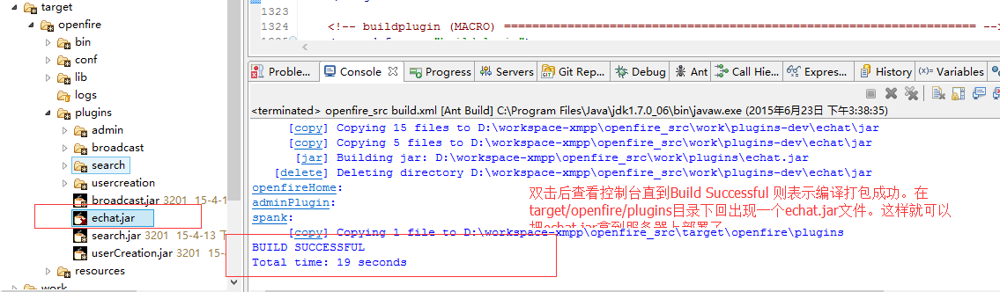 target
openfire
bin
conf
lib
logs
plugins
admin
broadcast
search
usercreation
broadcast.jar 3201 15-4-1
echat.jar
search.jar 3201 15-4-13 下
userCreation.jar 3201 15-4
resources
work
1323
1324 <!-- buildplugin (MACRO) ==================================================================== --
Proble... Console Progress Servers Git Rep... Debug Ant Call Hie... Expres... History Variables
<terminated> openfire_src build.xml [Ant Build] C:\Program Files\Java\jdk1.7.0_06\bin\javaw.exe (2015年6月23日 下午3:38:35)
[copy] Copying 15 files to D:\workspace-xmpp\openfire_src\work\plugins-dev\echat\jar
[copy] Copying 5 files to D:\workspace-xmpp\openfire_src\work\plugins-dev\echat\jar
[jar] Building jar: D:\workspace-xmpp\openfire_src\work\plugins\echat.jar
[delete] Deleting directory D:\workspace-xmpp\openfire_src\work\plugins-dev\echat\jar
openfireHome:
adminPlugin:
spank:
[copy] Copying 1 file to D:\workspace-xmpp\openfire_src\target\openfire\plugins
BUILD SUCCESSFUL
Total time: 19 seconds
双击后查看控制台直到Build Successful 则表示编译打包成功。在
target/openfire/plugins目录下回出现一个echat.jar文件。这样就可以
把echat.jar拿到服务器上部署了